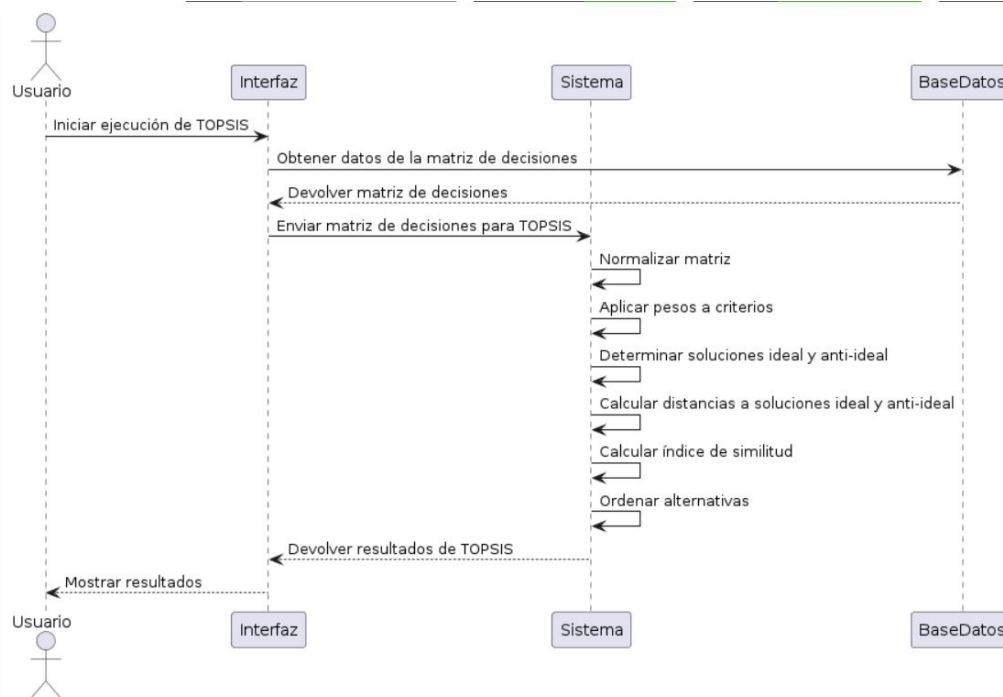 Usuario
Interfaz
Sistema
BaseDatos
Iniciar ejecución de TOPSIS
Obtener datos de la matriz de decisiones
Devolver matriz de decisiones
Enviar matriz de decisiones para TOPSIS
Normalizar matriz
Aplicar pesos a criterios
Determinar soluciones ideal y anti-ideal
Calcular distancias a soluciones ideal y anti-ideal
Calcular índice de similitud
Ordenar alternativas
Devolver resultados de TOPSIS
Mostrar resultados
Usuario
Interfaz
Sistema
BaseDatos